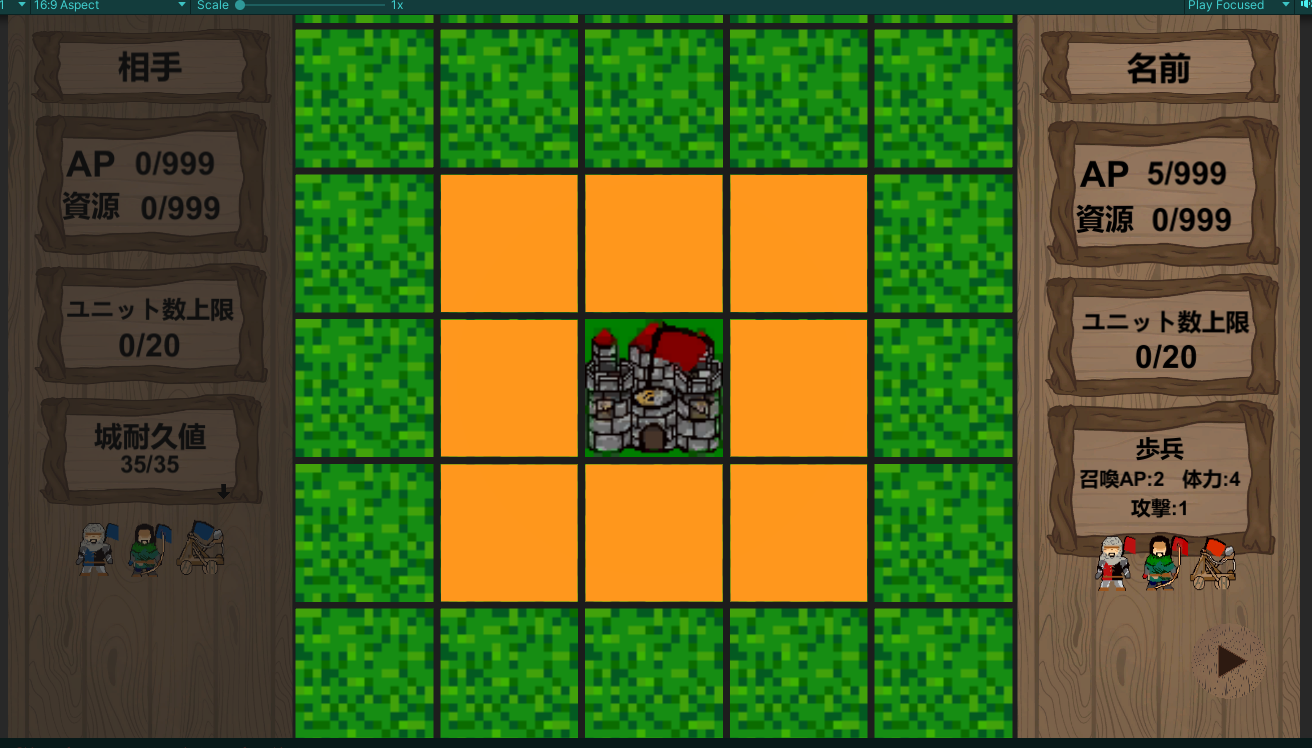 1 16:9 Aspect Scale 1x Play Focused
相手
AP 0/999
資源 0/999
ユニット数上限
0/20
城耐久値
35/35
名前
AP 5/999
資源 0/999
ユニット数上限
0/20
歩兵
召喚AP:2 体力:4
攻撃:1